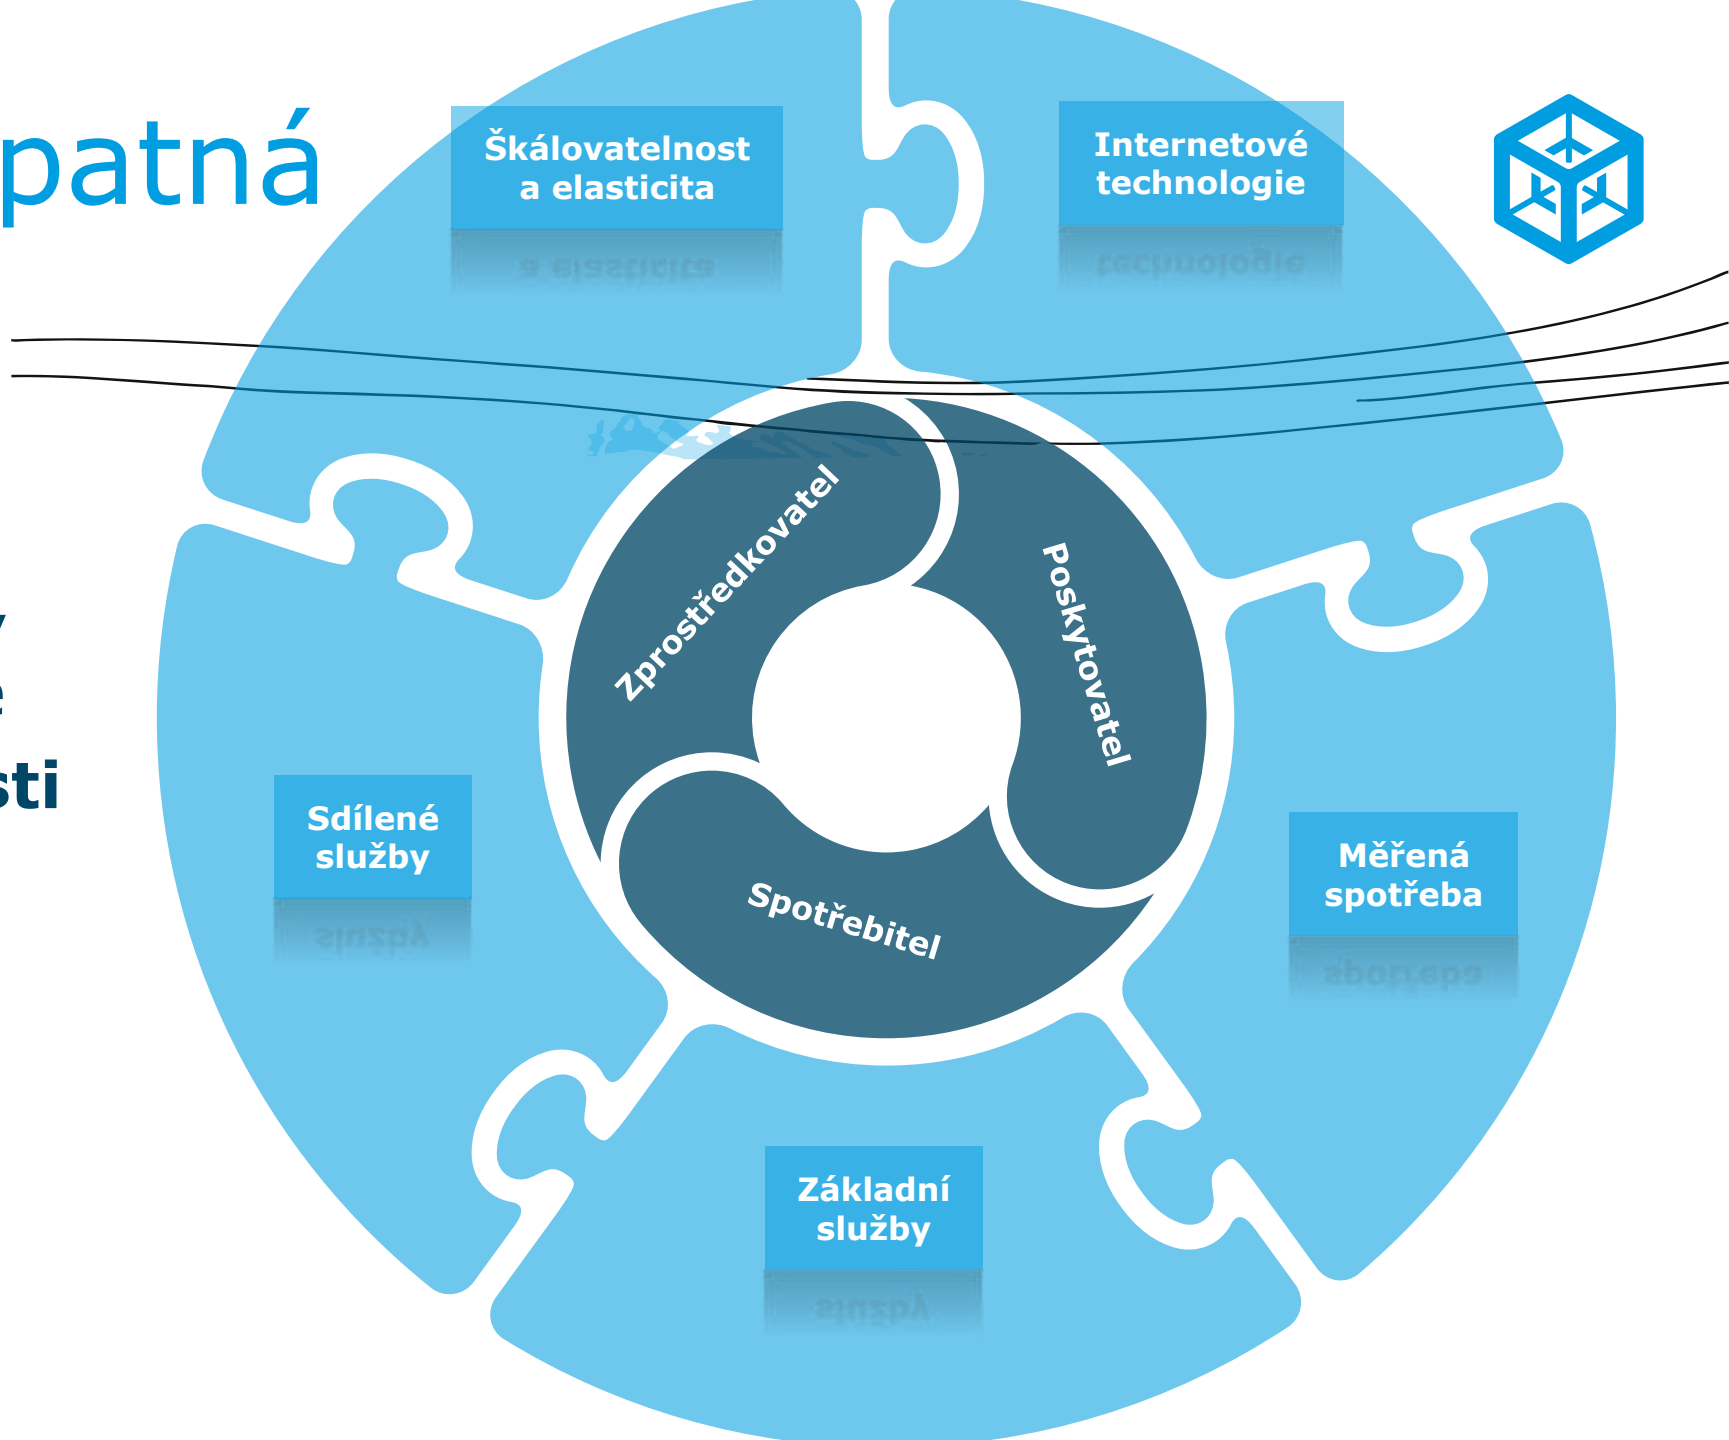 patná
Škálovatelnost
a elasticita
Internetové
technologie
Zprostředkovatel
Poskytovatel
Spotřebitel
sti
Sdílené
služby
Měřená
spotřeba
Základní
služby